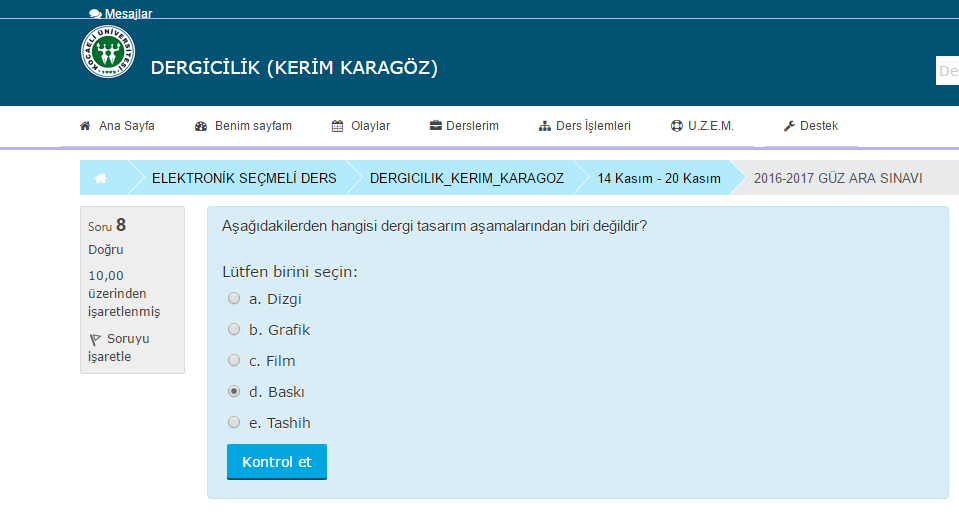 Mesajlar
KOCAELİ ÜNİVERSİTESİ
1992
DERGİCİLİK (KERİM KARAGÖZ)
De
Ana Sayfa
Benim sayfam
Olaylar
Derslerim
Ders İşlemleri
U.Z.E.M.
Destek
ELEKTRONİK SEÇMELİ DERS
DERGICILIK_KERIM_KARAGOZ
14 Kasım - 20 Kasım
2016-2017 GÜZ ARA SINAVI
Soru 8
Doğru
10,00
üzerinden
işaretlenmiş
Soruyu
işaretle
Aşağıdakilerden hangisi dergi tasarım aşamalarından biri değildir?
Lütfen birini seçin:
a. Dizgi
b. Grafik
c. Film
d. Baskı
e. Tashih
Kontrol et